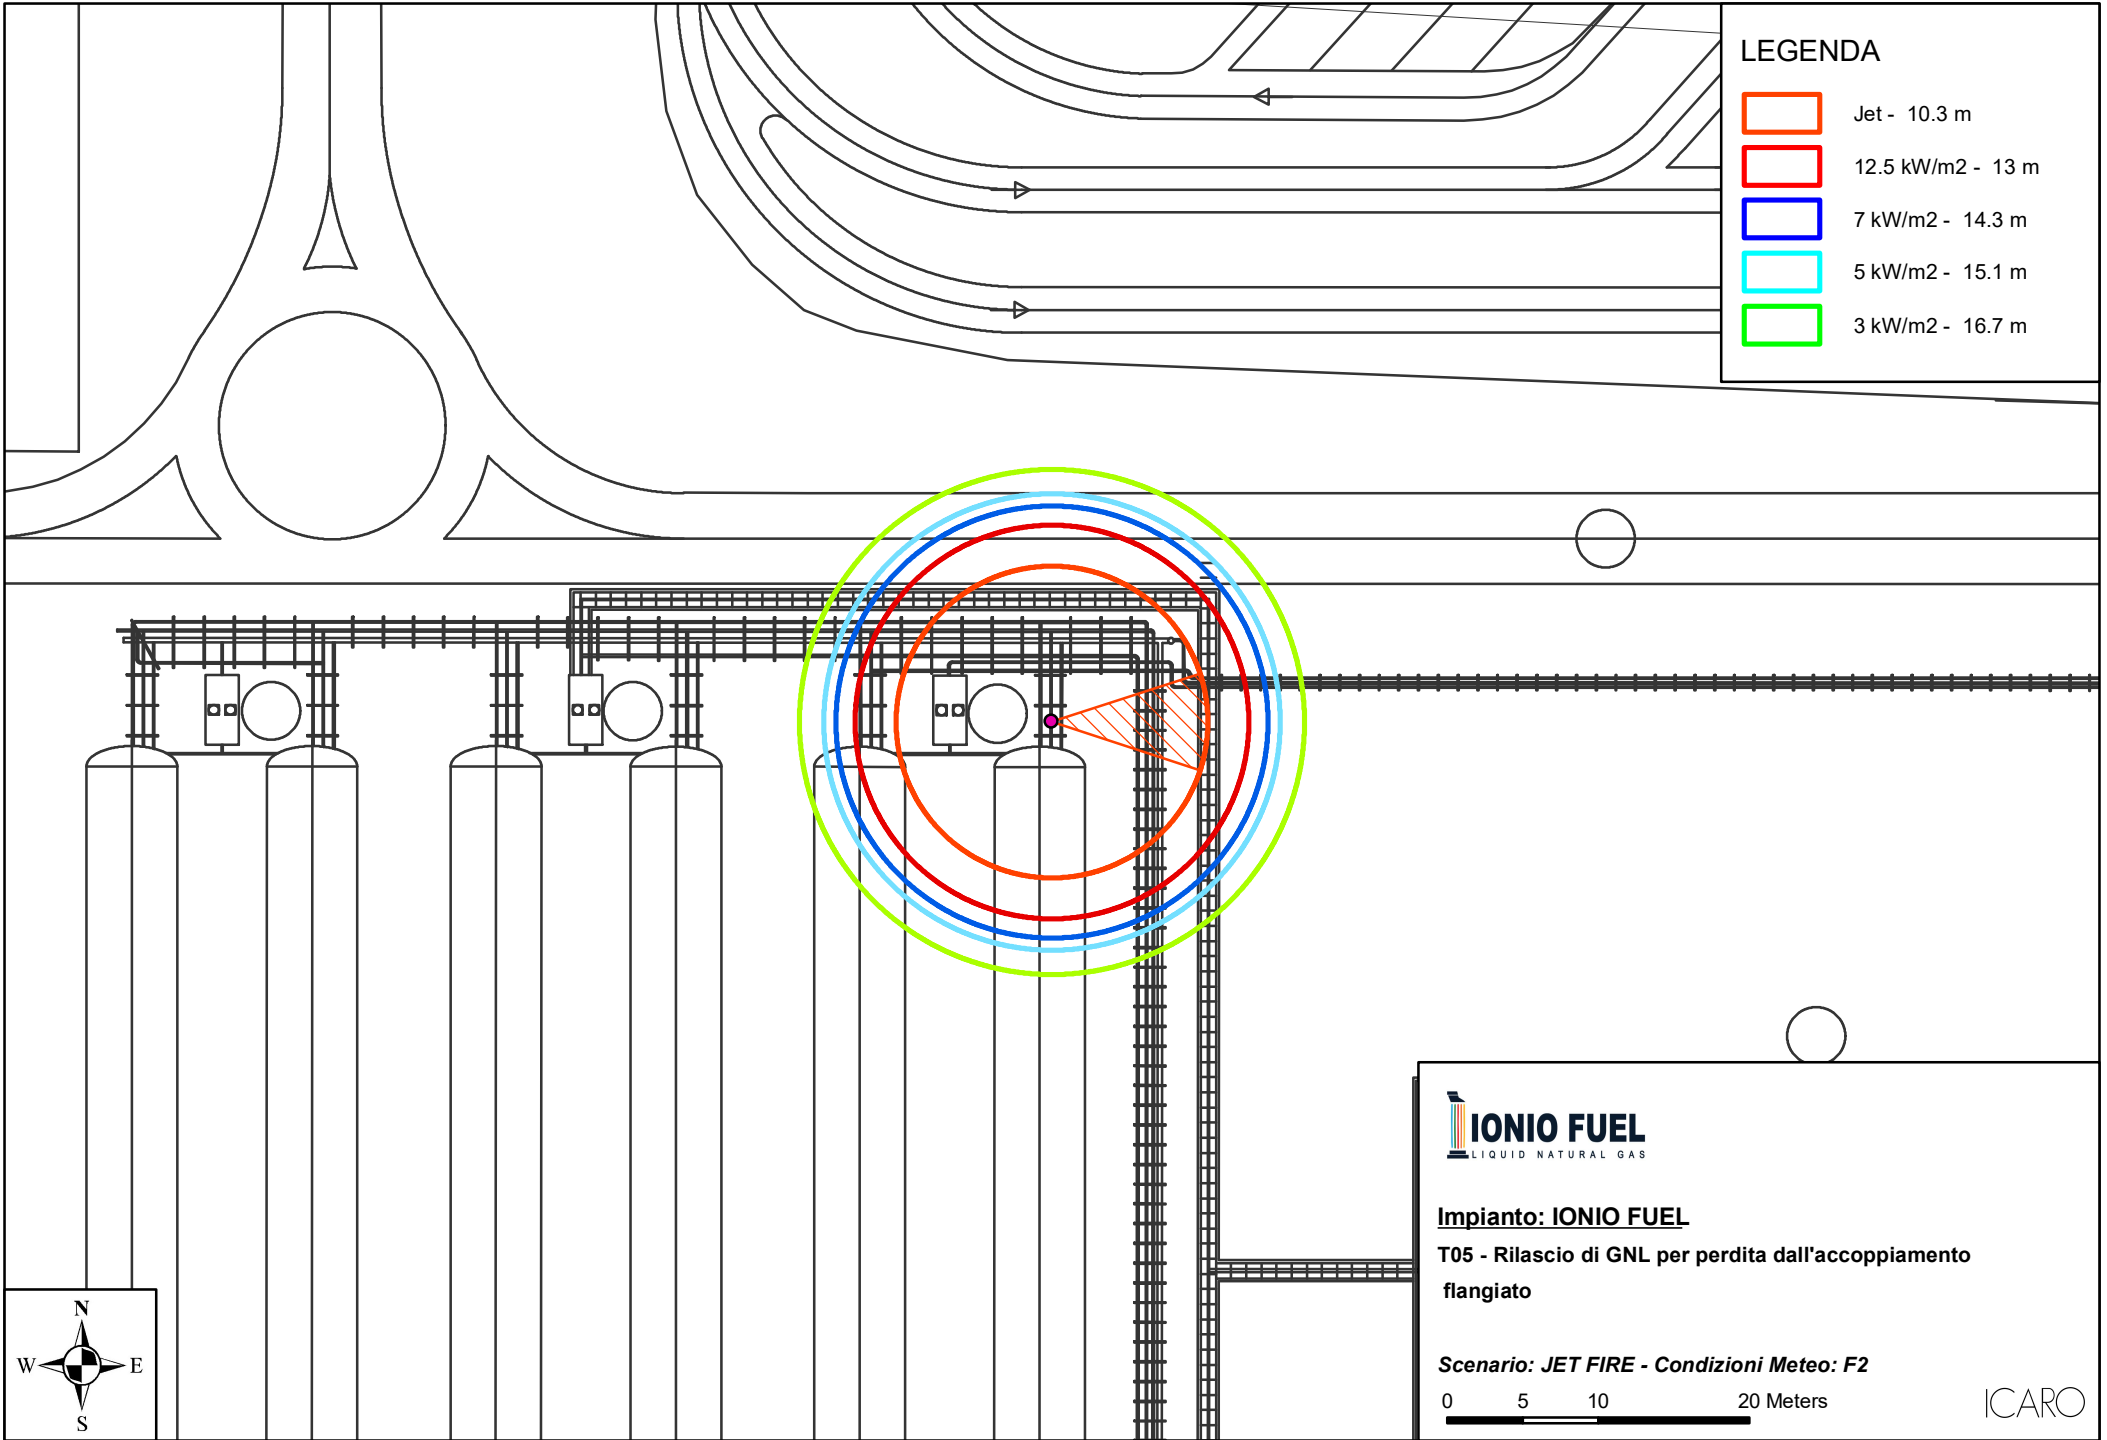 LEGENDA
Jet - 10.3 m
12.5 kW/m2 - 13 m
7 kW/m2 - 14.3 m
5 kW/m2 - 15.1 m
3 kW/m2 - 16.7 m
IONIO FUEL
LIQUID NATURAL GAS
Impianto: IONIO FUEL
T05 - Rilascio di GNL per perdita dall'accoppiamento
flangiato
Scenario: JET FIRE - Condizioni Meteo: F2
0 5 10 20 Meters
ICARO
N
W E
S